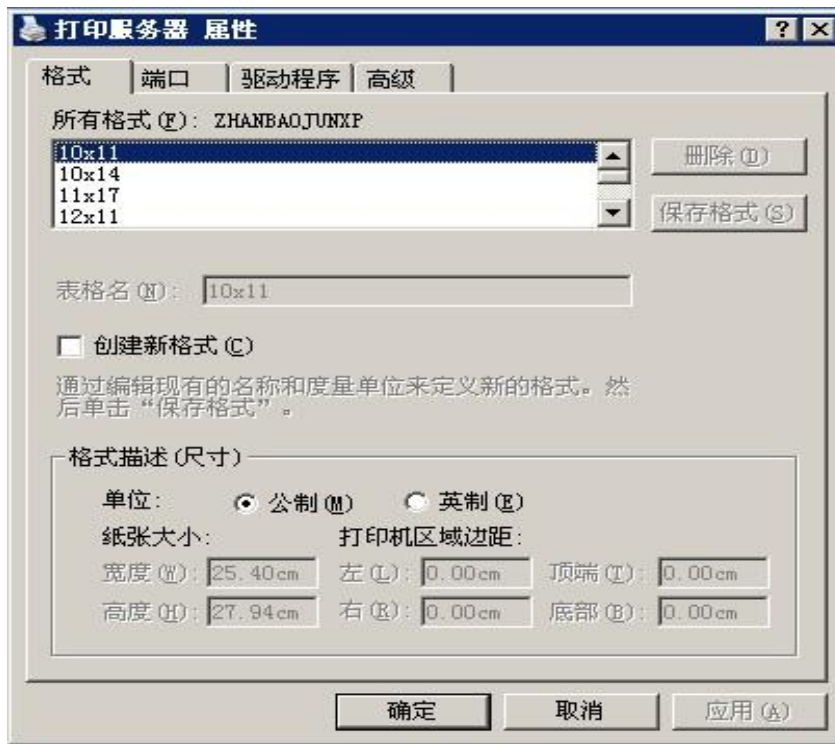 打印服务器 属性
格式 端口 驱动程序 高级
所有格式(F): ZHANBAOJUNXP
10x11
10x14
11x17
12x11
删除(D)
保存格式(S)
表格名(N): 10x11
创建新格式(C)
通过编辑现有的名称和度量单位来定义新的格式。然
后单击“保存格式”。
格式描述(尺寸)
单位: 公制(M) 英制(E)
纸张大小: 打印机区域边距:
宽度(W): 25.40cm 左(L): 0.00cm 顶端(T): 0.00cm
高度(H): 27.94cm 右(R): 0.00cm 底部(B): 0.00cm
确定 取消 应用(A)